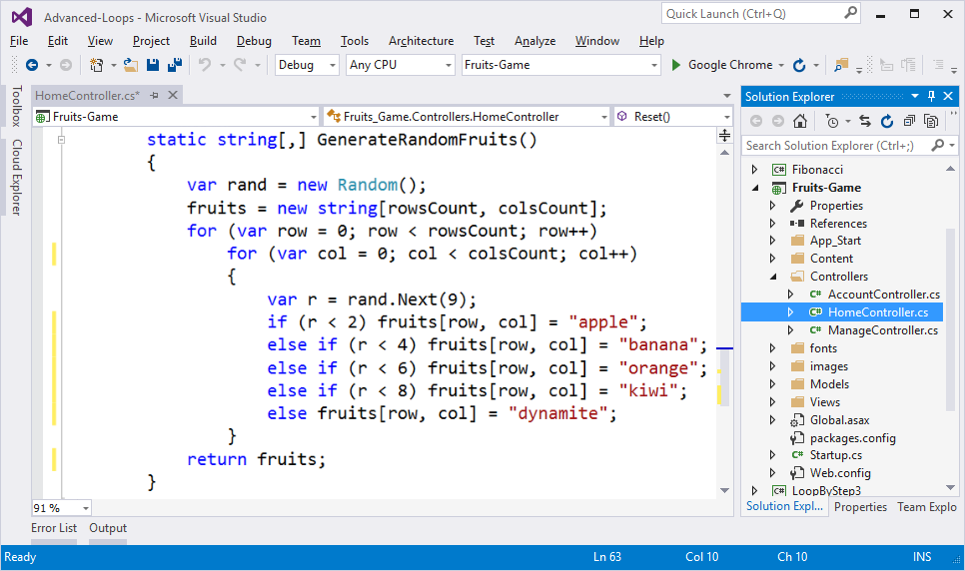 Advanced-Loops - Microsoft Visual Studio
Quick Launch (Ctrl+Q)
File Edit View Project Build Debug Team Tools Architecture Test Analyze Window Help
Debug Any CPU Fruits-Game Google Chrome
Toolbox
Cloud Explorer
HomeController.cs*
Fruits-Game Fruits_Game.Controllers.HomeController Reset()
static string[,] GenerateRandomFruits()
{
var rand = new Random();
fruits = new string[rowsCount, colsCount];
for (var row = 0; row < rowsCount; row++)
for (var col = 0; col < colsCount; col++)
{
var r = rand.Next(9);
if (r < 2) fruits[row, col] = "apple";
else if (r < 4) fruits[row, col] = "banana";
else if (r < 6) fruits[row, col] = "orange";
else if (r < 8) fruits[row, col] = "kiwi";
else fruits[row, col] = "dynamite";
}
return fruits;
}
91 %
Solution Explorer
Search Solution Explorer (Ctrl+;)
C# Fibonacci
Fruits-Game
Properties
References
App_Start
Content
Controllers
C# AccountController.cs
C# HomeController.cs
C# ManageController.cs
fonts
images
Models
Views
Global.asax
packages.config
C# Startup.cs
Web.config
C# LoopByStep3
Solution Expl... Properties Team Explo
Error List Output
Ready Ln 63 Col 10 Ch 10 INS